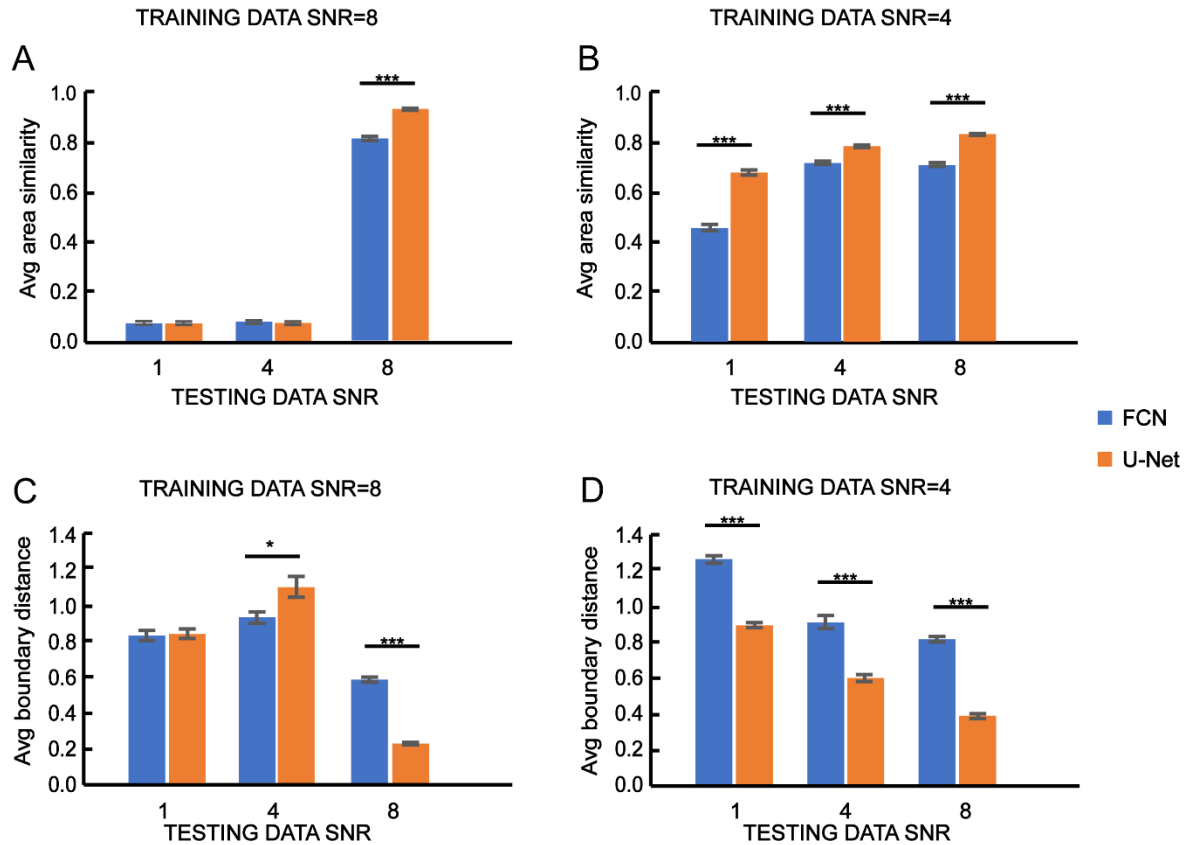 TRAINING DATA SNR=8
TRAINING DATA SNR=4
A
***
1.0
0.8
0.6
0.4
0.2
0.0
Avg area similarity
1 4 8
TESTING DATA SNR
B
***
***
***
1.0
0.8
0.6
0.4
0.2
0.0
Avg area similarity
1 4 8
TESTING DATA SNR
FCN
U-Net
C
TRAINING DATA SNR=8
*
***
1.4
1.2
1.0
0.8
0.6
0.4
0.2
0.0
Avg boundary distance
1 4 8
TESTING DATA SNR
D
TRAINING DATA SNR=4
***
***
***
1.4
1.2
1.0
0.8
0.6
0.4
0.2
0.0
Avg boundary distance
1 4 8
TESTING DATA SNR